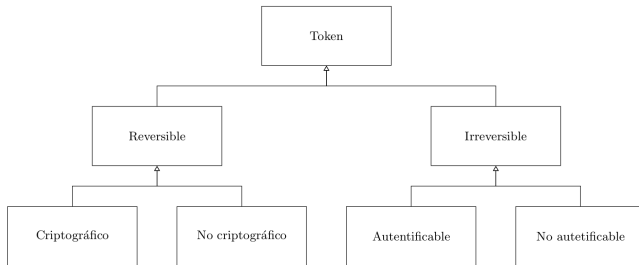 Token
Reversible
Irreversible
Criptográfico
No criptográfico
Autentificable
No autetificable